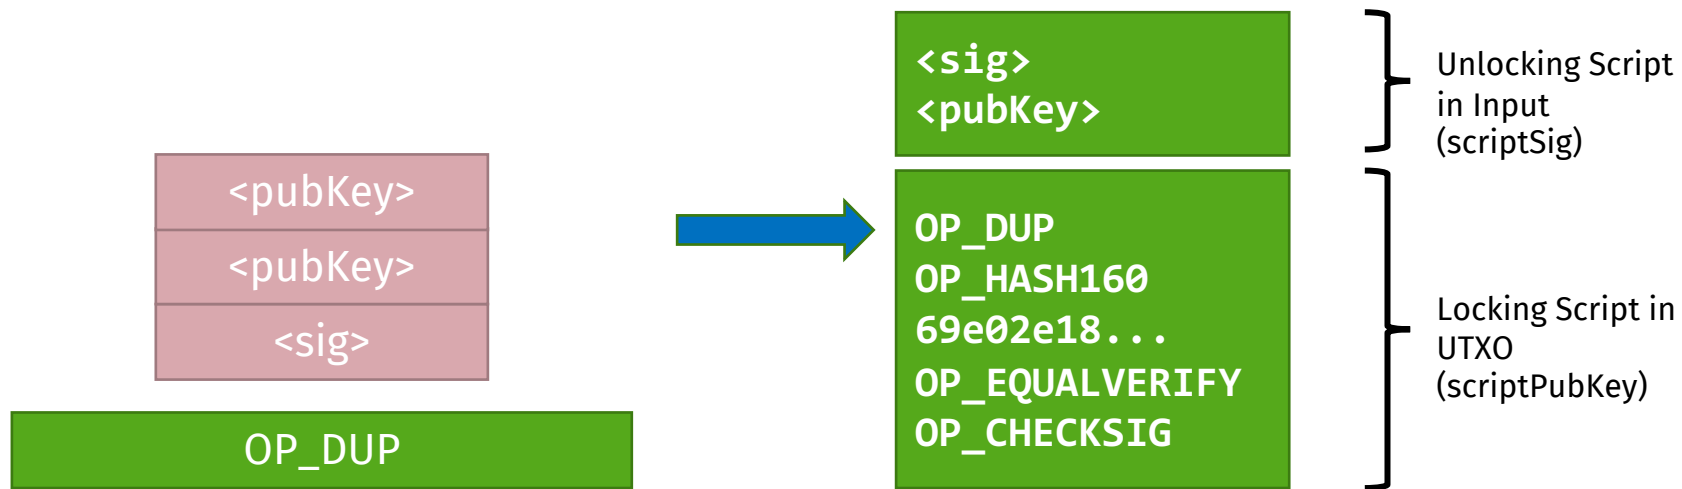 <pubKey>
<pubKey>
<sig>
OP_DUP
<sig>
<pubKey>
OP_DUP
OP_HASH160
69e02e18...
OP_EQUALVERIFY
OP_CHECKSIG
Unlocking Script
in Input
(scriptSig)
Locking Script in
UTXO
(scriptPubKey)